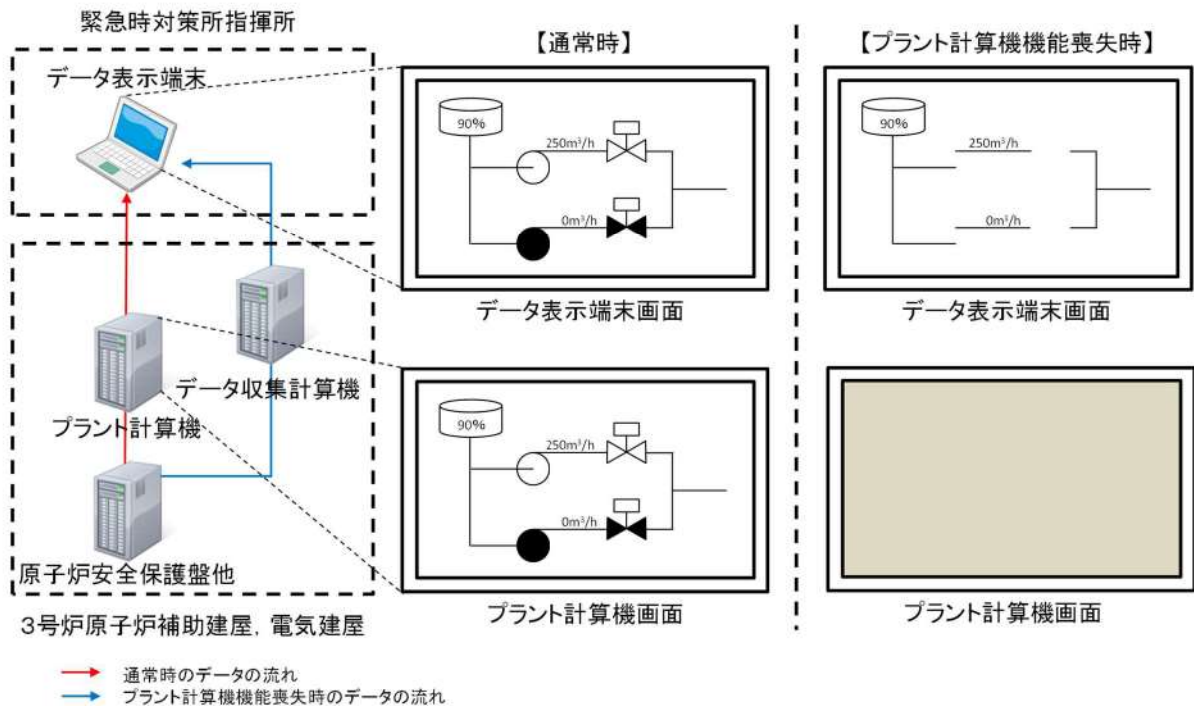 緊急時対策所指揮所
データ表示端末
データ収集計算機
プラント計算機
原子炉安全保護盤他
3号炉原子炉補助建屋，電気建屋
【通常時】
90%
250m³/h
0m³/h
データ表示端末画面
90%
250m³/h
0m³/h
プラント計算機画面
【プラント計算機機能喪失時】
90%
250m³/h
0m³/h
データ表示端末画面
プラント計算機画面
通常時のデータの流れ
プラント計算機機能喪失時のデータの流れ